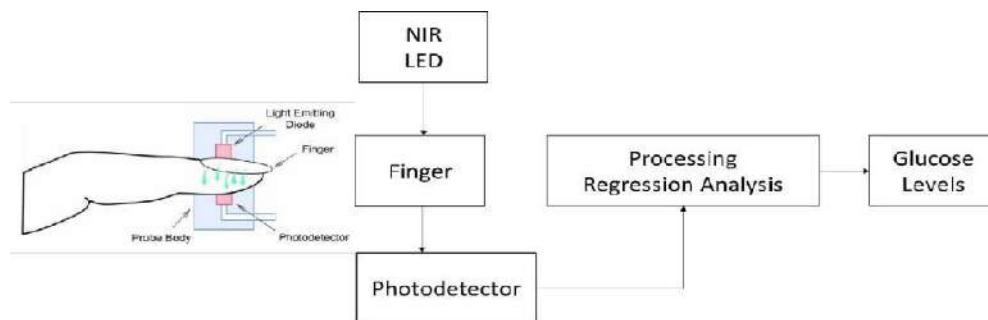 NIR
LED
Light Emitting
Diode
Finger
Probe Body
Photodetector
Finger
Photodetector
Processing
Regression Analysis
Glucose
Levels